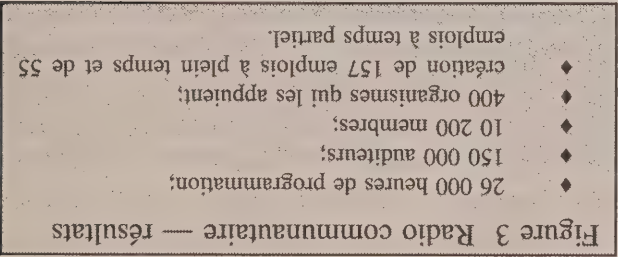 Figure 3 Radio communautaire — résultats
♦ 26 000 heures de programmation;
♦ 150 000 auditeurs;
♦ 10 200 membres;
♦ 400 organismes qui les appuient;
♦ création de 157 emplois à plein temps et de 55
emplois à temps partiel.